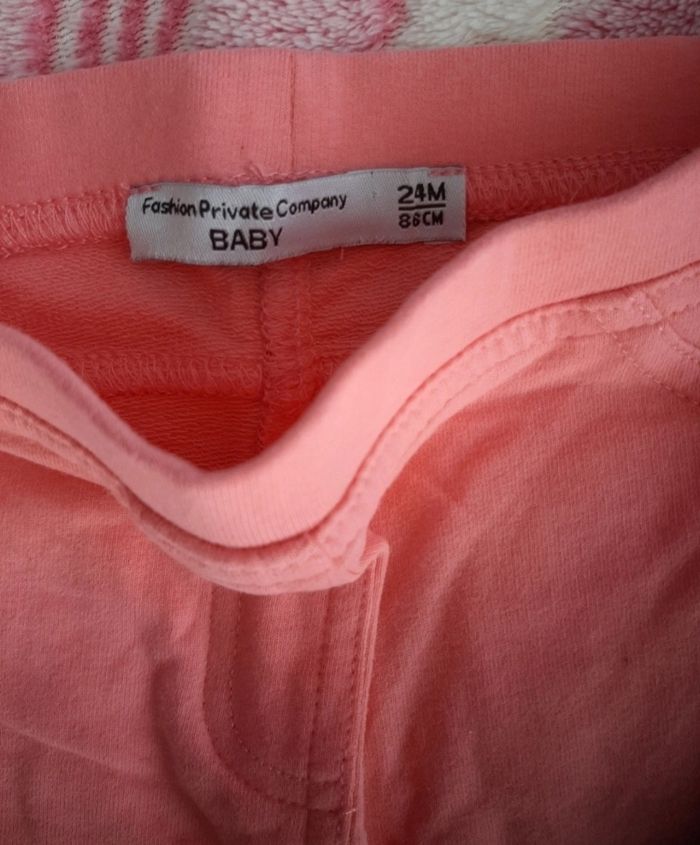 Fashion Private Company
BABY
24M
86CM